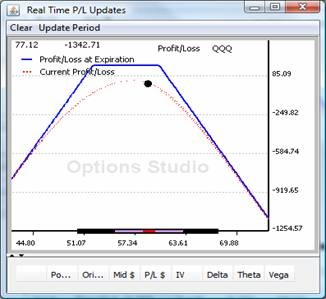 Real Time P/L Updates
Clear Update Period
77.12 -1342.71 Profit/Loss QQQ
Profit/Loss at Expiration
Current Profit/Loss
85.09
-249.82
-584.74
Options Studio
-919.65
-1254.57
44.80 51.07 57.34 63.61 69.88
Po... Ori... Mid $ P/L $ IV Delta Theta Vega